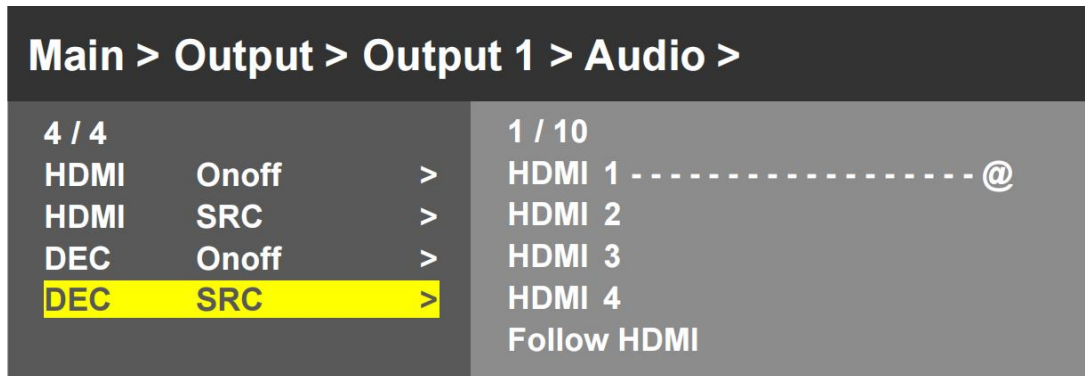 Main > Output > Output 1 > Audio >
4 / 4
HDMI Onoff >
HDMI SRC >
DEC Onoff >
DEC SRC >
1 / 10
HDMI 1 - - - - - - - - - - - - - - - - - - @
HDMI 2
HDMI 3
HDMI 4
Follow HDMI